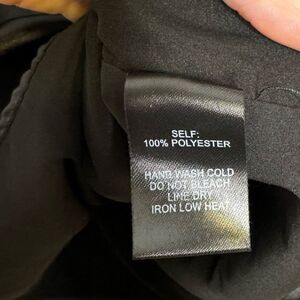 SELF:
100% POLYESTER
HAND WASH COLD
DO NOT BLEACH
LINE DRY
IRON LOW HEAT